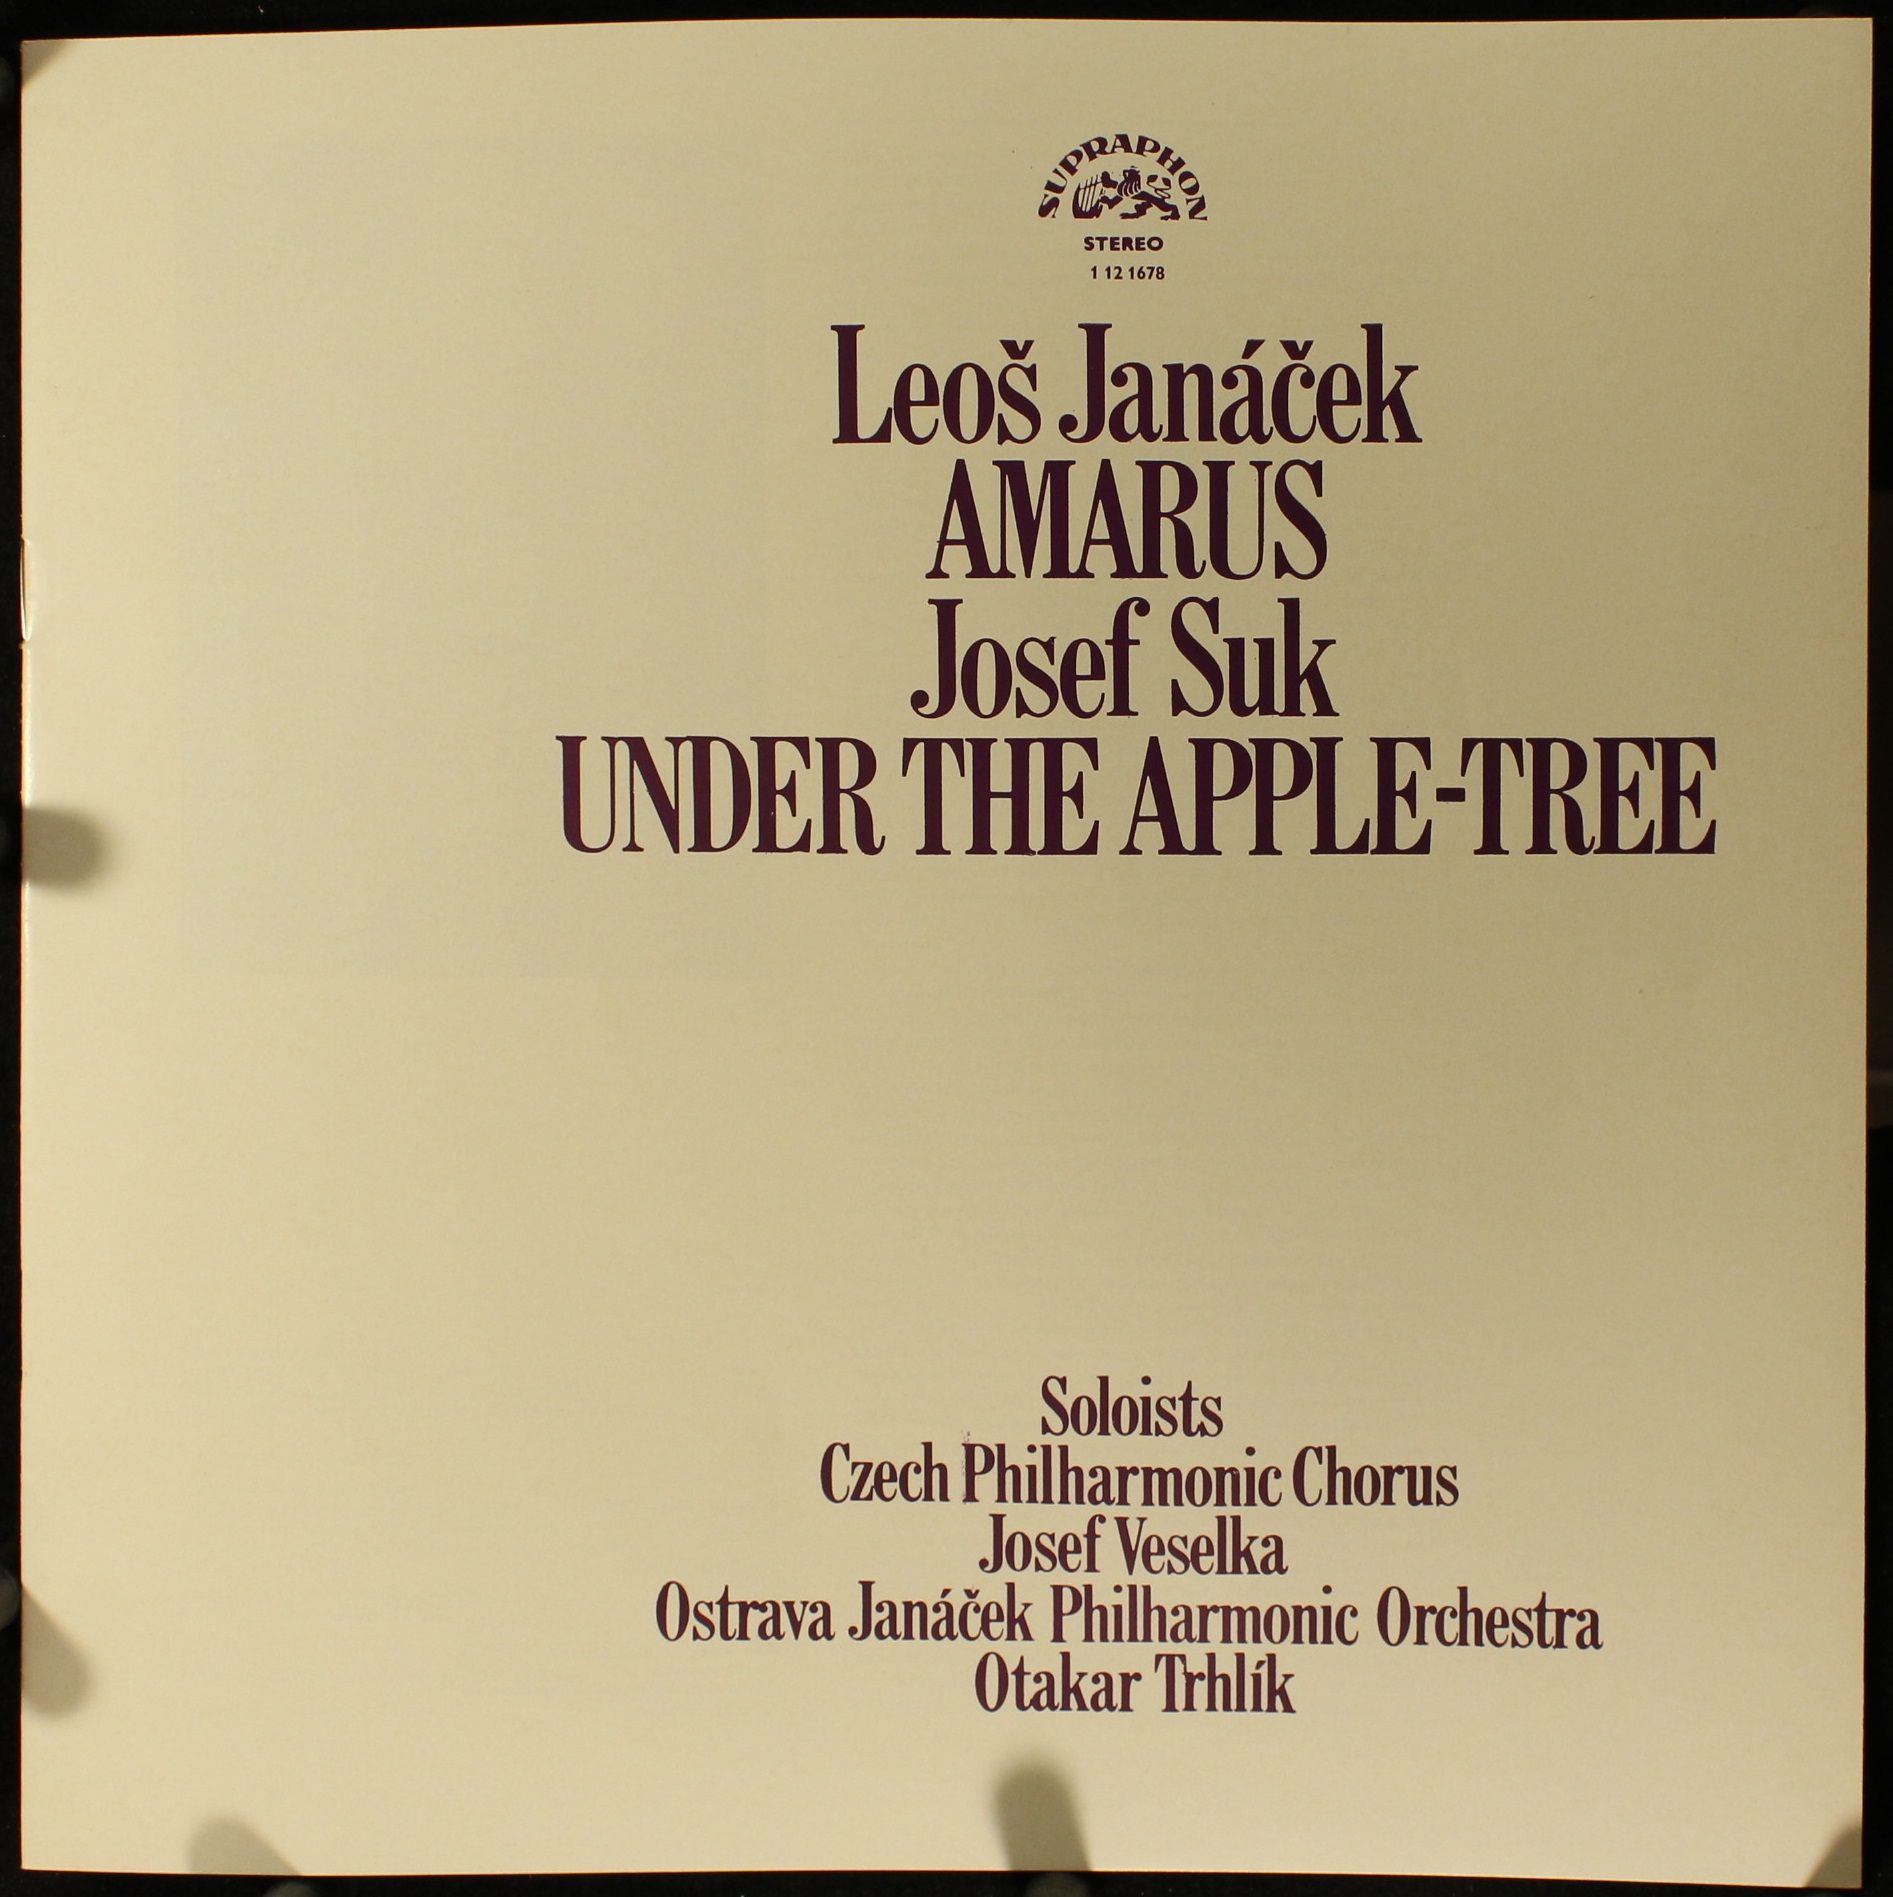 SUPRAPHON
STEREO
1 12 1678
Leoš Janáček
AMARUS
Josef Suk
UNDER THE APPLE-TREE
Soloists
Czech Philharmonic Chorus
Josef Veselka
Ostrava Janáček Philharmonic Orchestra
Otakar Trhlík